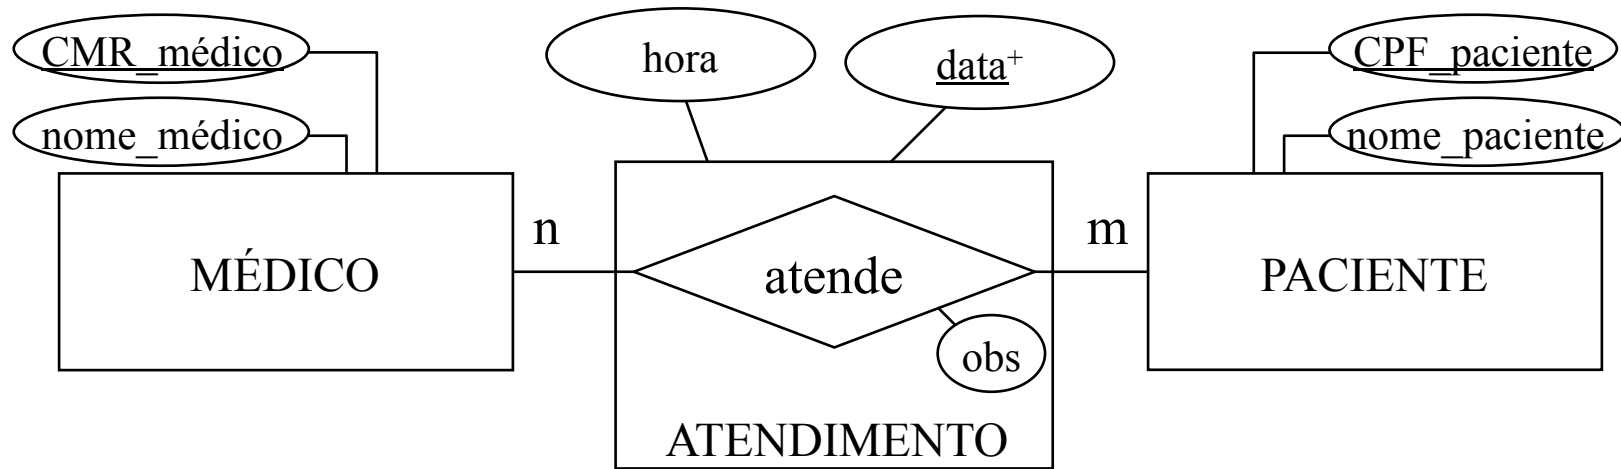 CMR_médico
nome_médico
hora
data+
CPF_paciente
nome_paciente
MÉDICO
n
atende
obs
ATENDIMENTO
m
PACIENTE